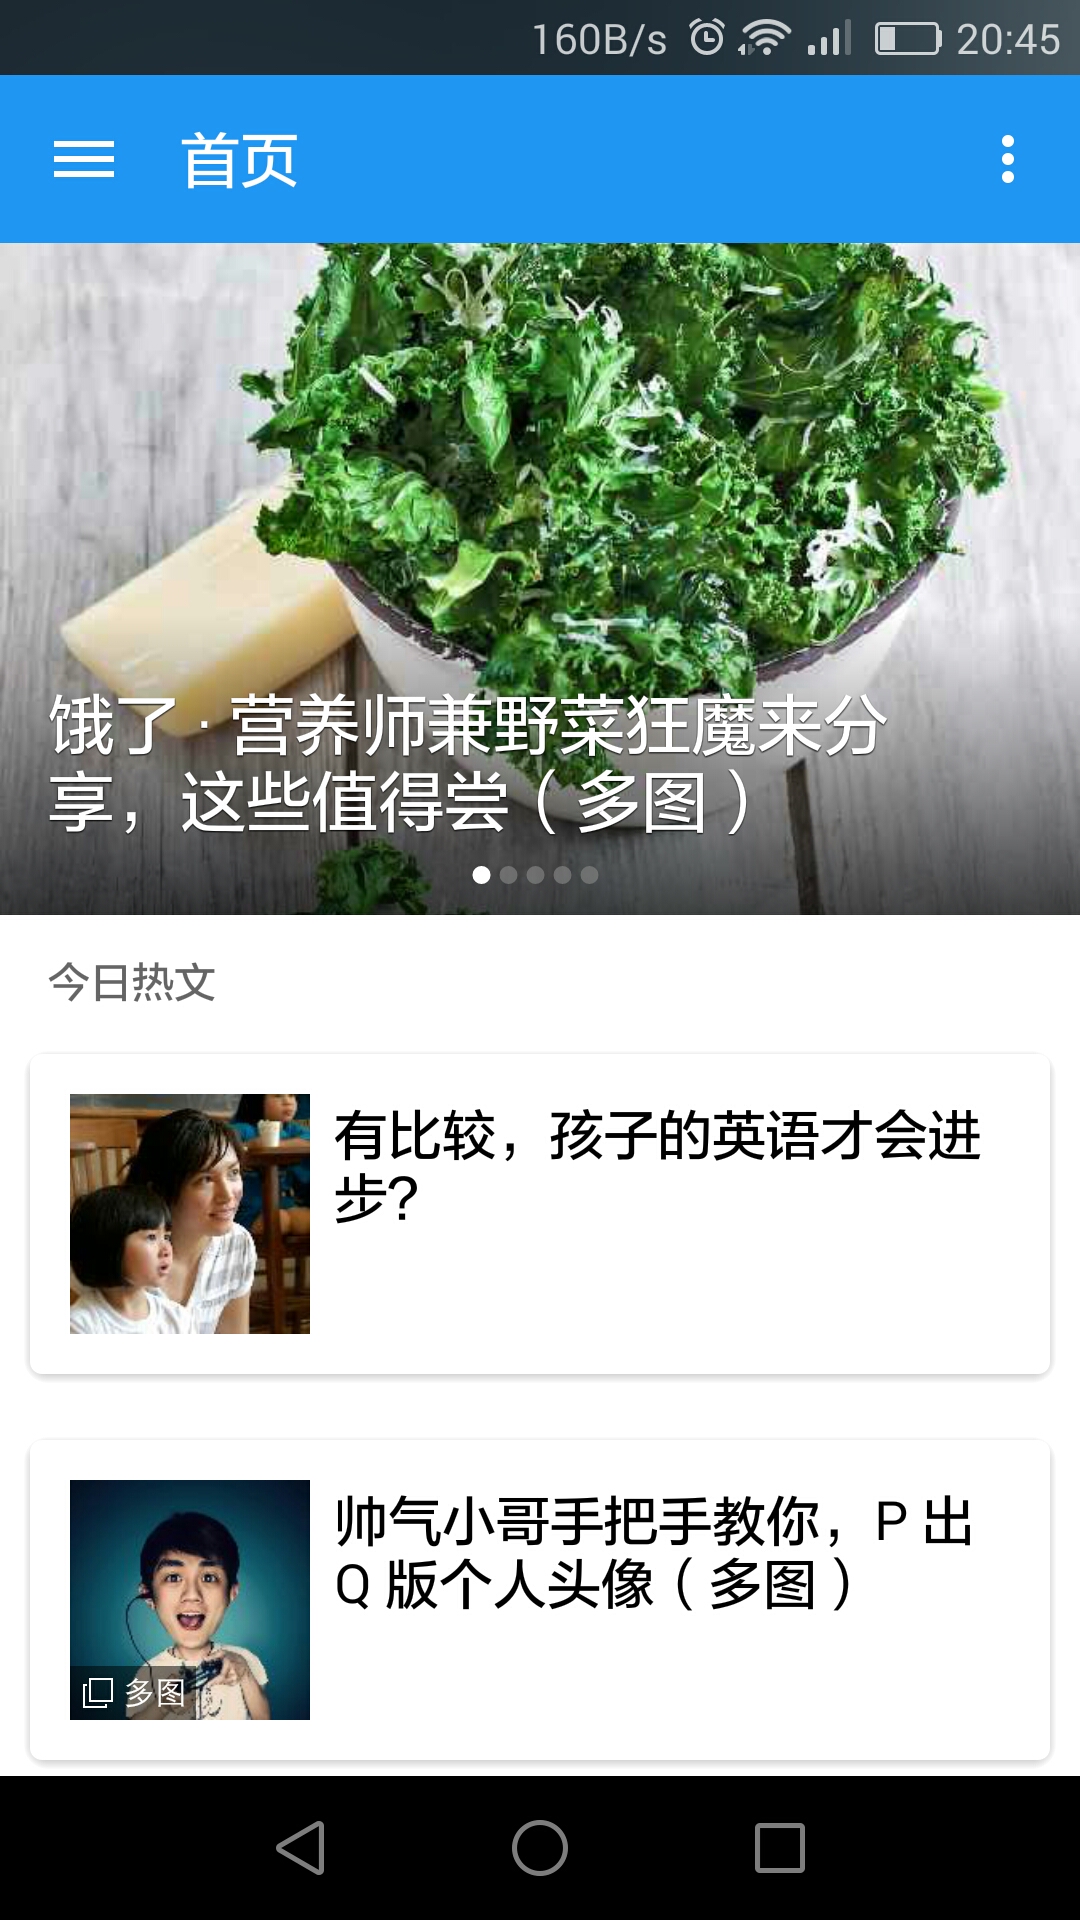 160B/s 20:45
首页
饿了 · 营养师兼野菜狂魔来分
享，这些值得尝（多图）
今日热文
有比较，孩子的英语才会进
步？
帅气小哥手把手教你，P 出
Q 版个人头像（多图）
多图